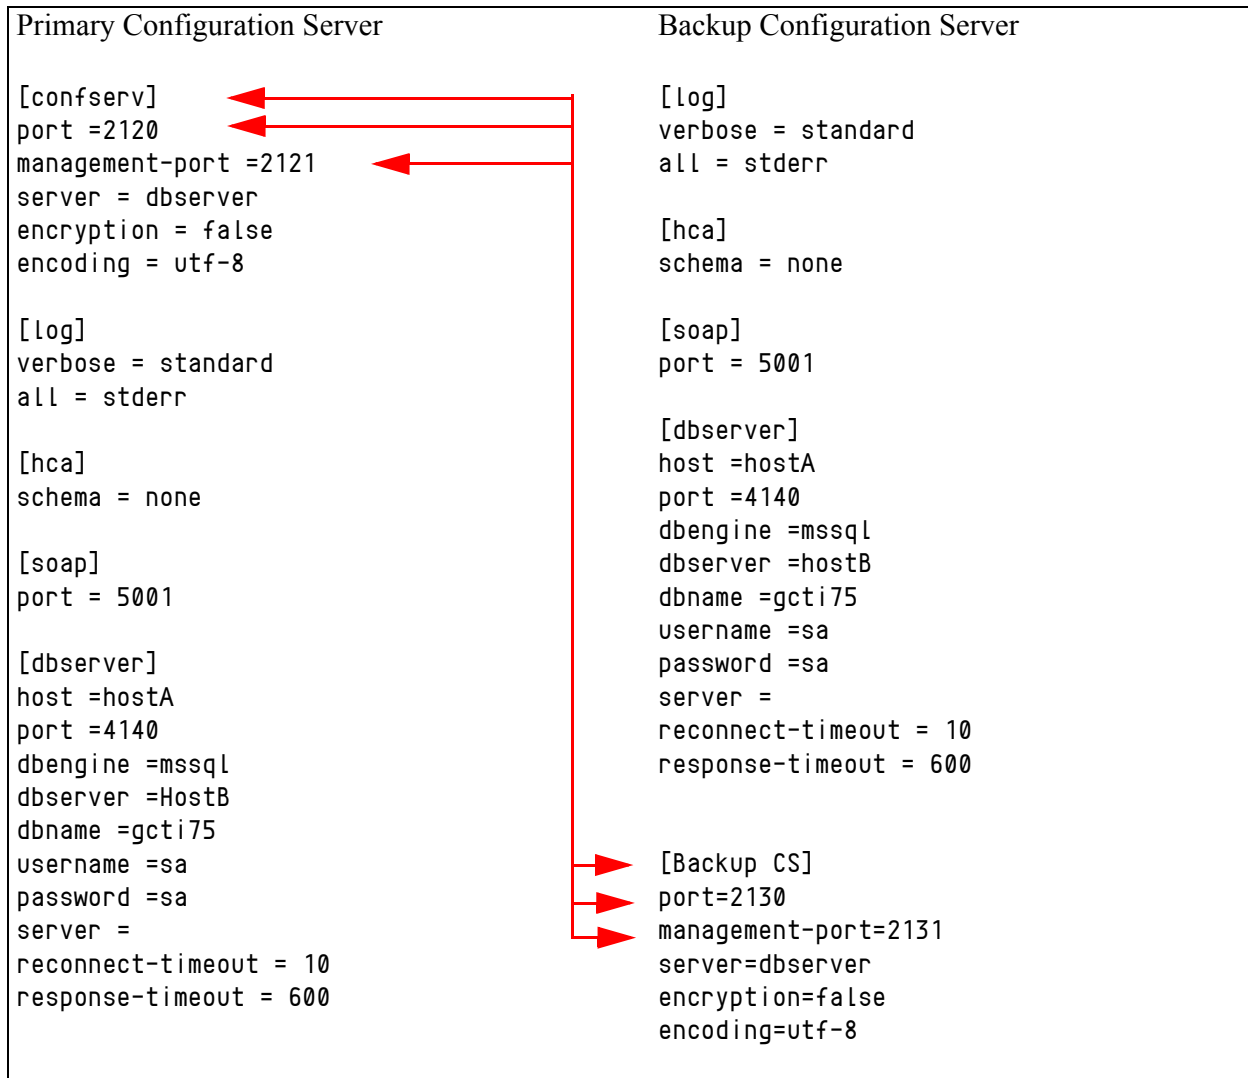 Primary Configuration Server
[confserv]
port =2120
management-port =2121
server = dbserver
encryption = false
encoding = utf-8
[log]
verbose = standard
all = stderr
[hca]
schema = none
[soap]
port = 5001
[dbserver]
host =hostA
port =4140
dbengine =mssql
dbserver =HostB
dbname =gcti75
username =sa
password =sa
server =
reconnect-timeout = 10
response-timeout = 600
Backup Configuration Server
[log]
verbose = standard
all = stderr
[hca]
schema = none
[soap]
port = 5001
[dbserver]
host =hostA
port =4140
dbengine =mssql
dbserver =hostB
dbname =gcti75
username =sa
password =sa
server =
reconnect-timeout = 10
response-timeout = 600
[Backup CS]
port=2130
management-port=2131
server=dbserver
encryption=false
encoding=utf-8